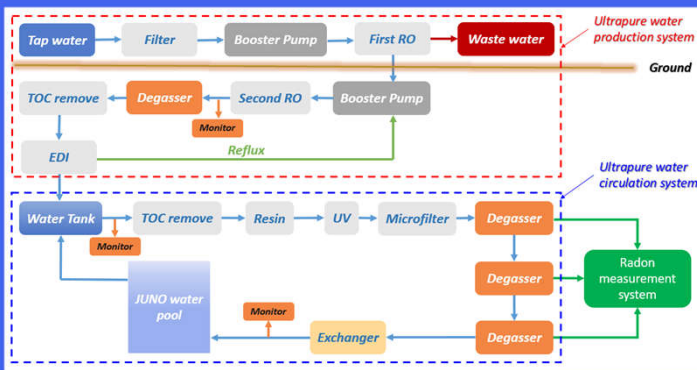 Ultrapure water
production system
Tap water
Filter
Booster Pump
First RO
Waste water
Ground
TOC remove
Degasser
Second RO
Booster Pump
Monitor
Reflux
EDI
Ultrapure water
circulation system
Water Tank
TOC remove
Resin
UV
Microfilter
Degasser
Monitor
Degasser
Radon
measurement
system
JUNO water
pool
Monitor
Exchanger
Degasser